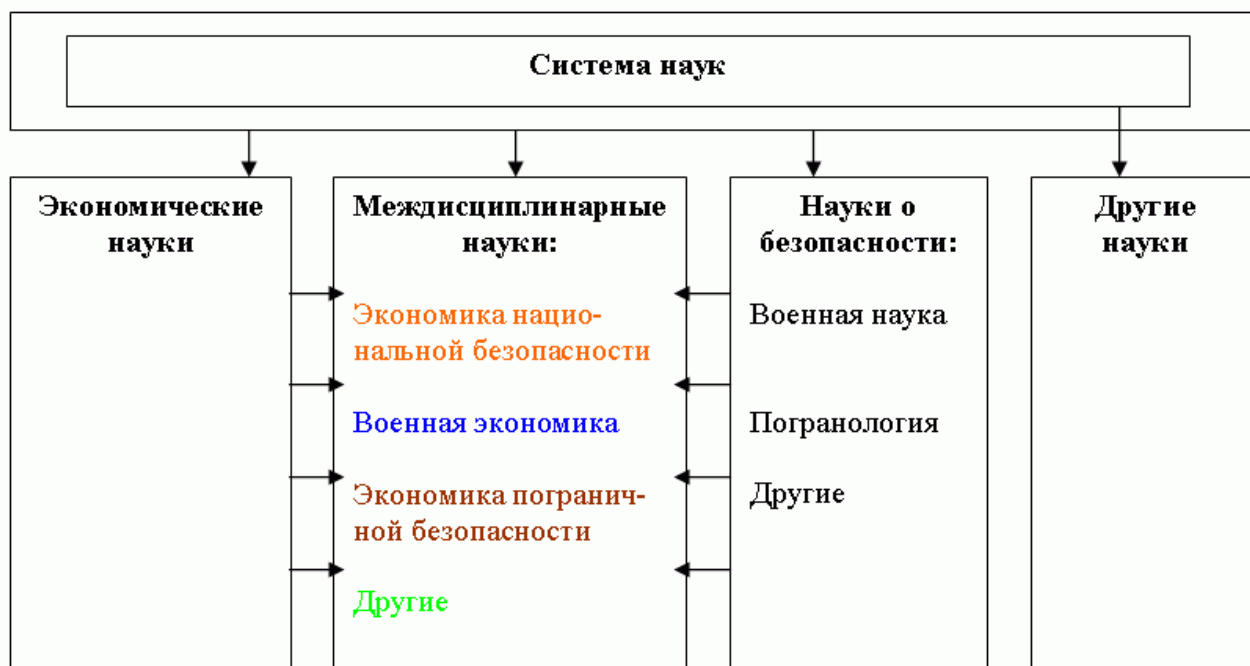 Система наук
Экономические
науки
Междисциплинарные
науки:
Экономика нацио-
нальной безопасности
Военная экономика
Экономика погранич-
ной безопасности
Другие
Науки о
безопасности:
Военная наука
Погранология
Другие
Другие
науки